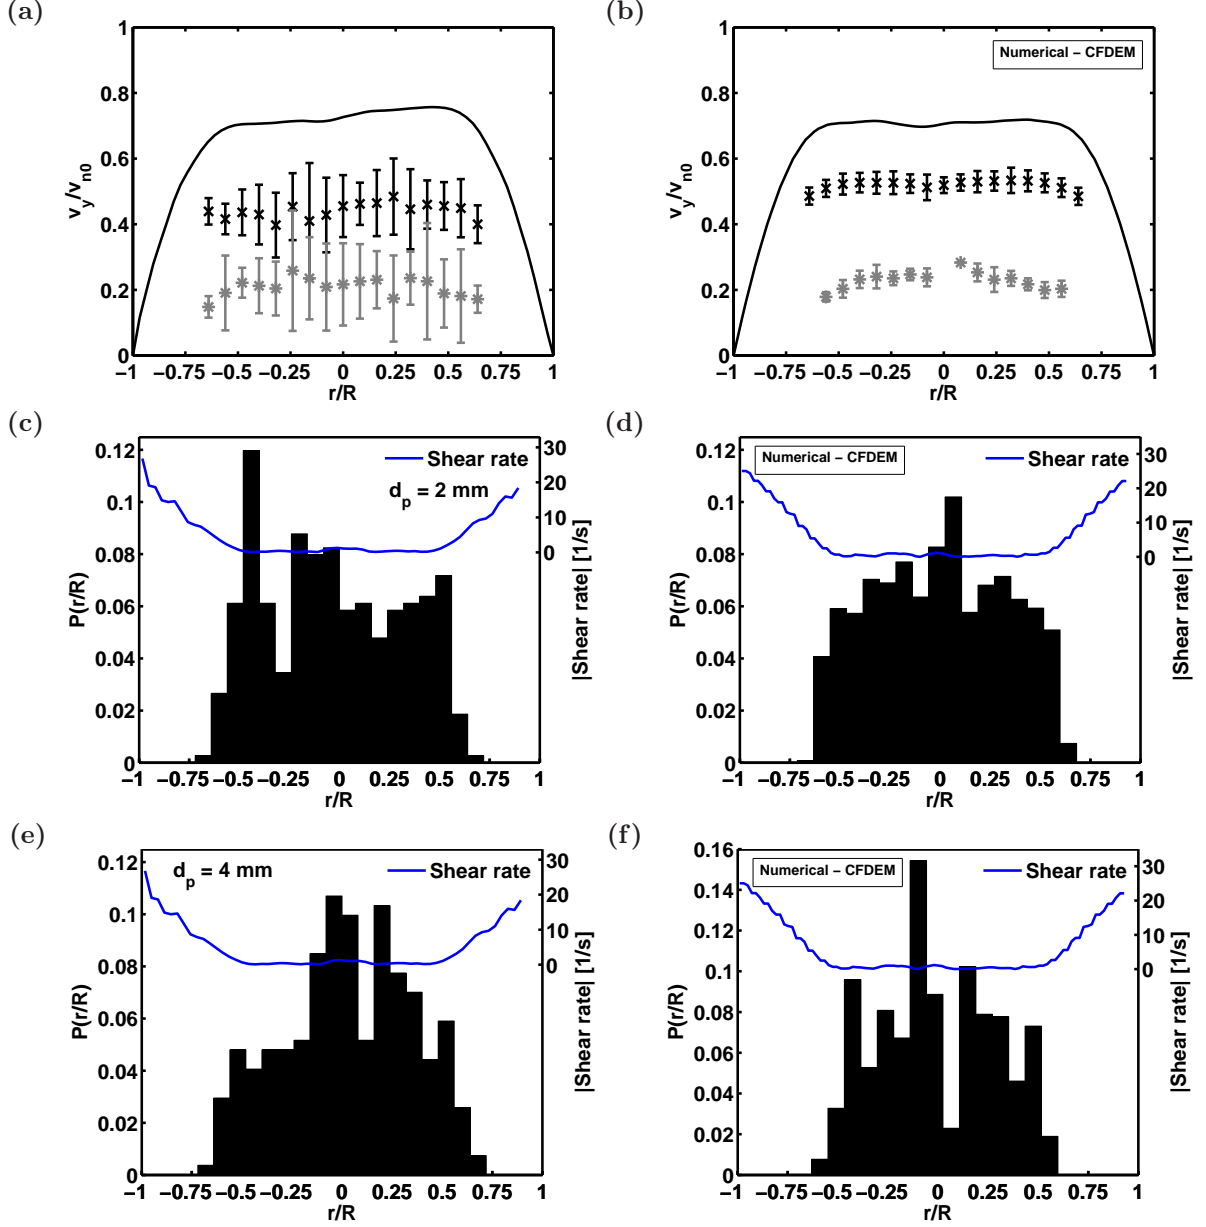 (a)
1
0.8
0.6
0.4
0.2
0
v_y/v_n0
−1 −0.75 −0.5 −0.25 0 0.25 0.5 0.75 1
r/R
(b)
Numerical − CFDEM
1
0.8
0.6
0.4
0.2
0
v_y/v_n0
−1 −0.75 −0.5 −0.25 0 0.25 0.5 0.75 1
r/R
(c)
Shear rate
d_p = 2 mm
0.12
0.1
0.08
0.06
0.04
0.02
0
P(r/R)
30
20
10
0
|Shear rate| [1/s]
−1 −0.75 −0.5 −0.25 0 0.25 0.5 0.75 1
r/R
(d)
Numerical − CFDEM
Shear rate
0.12
0.1
0.08
0.06
0.04
0.02
0
P(r/R)
30
20
10
0
|Shear rate| [1/s]
−1 −0.75 −0.5 −0.25 0 0.25 0.5 0.75 1
r/R
(e)
d_p = 4 mm
Shear rate
0.12
0.1
0.08
0.06
0.04
0.02
0
P(r/R)
30
20
10
0
|Shear rate| [1/s]
−1 −0.75 −0.5 −0.25 0 0.25 0.5 0.75 1
r/R
(f)
Numerical − CFDEM
Shear rate
0.16
0.14
0.12
0.1
0.08
0.06
0.04
0.02
0
P(r/R)
30
20
10
0
|Shear rate| [1/s]
−1 −0.75 −0.5 −0.25 0 0.25 0.5 0.75 1
r/R